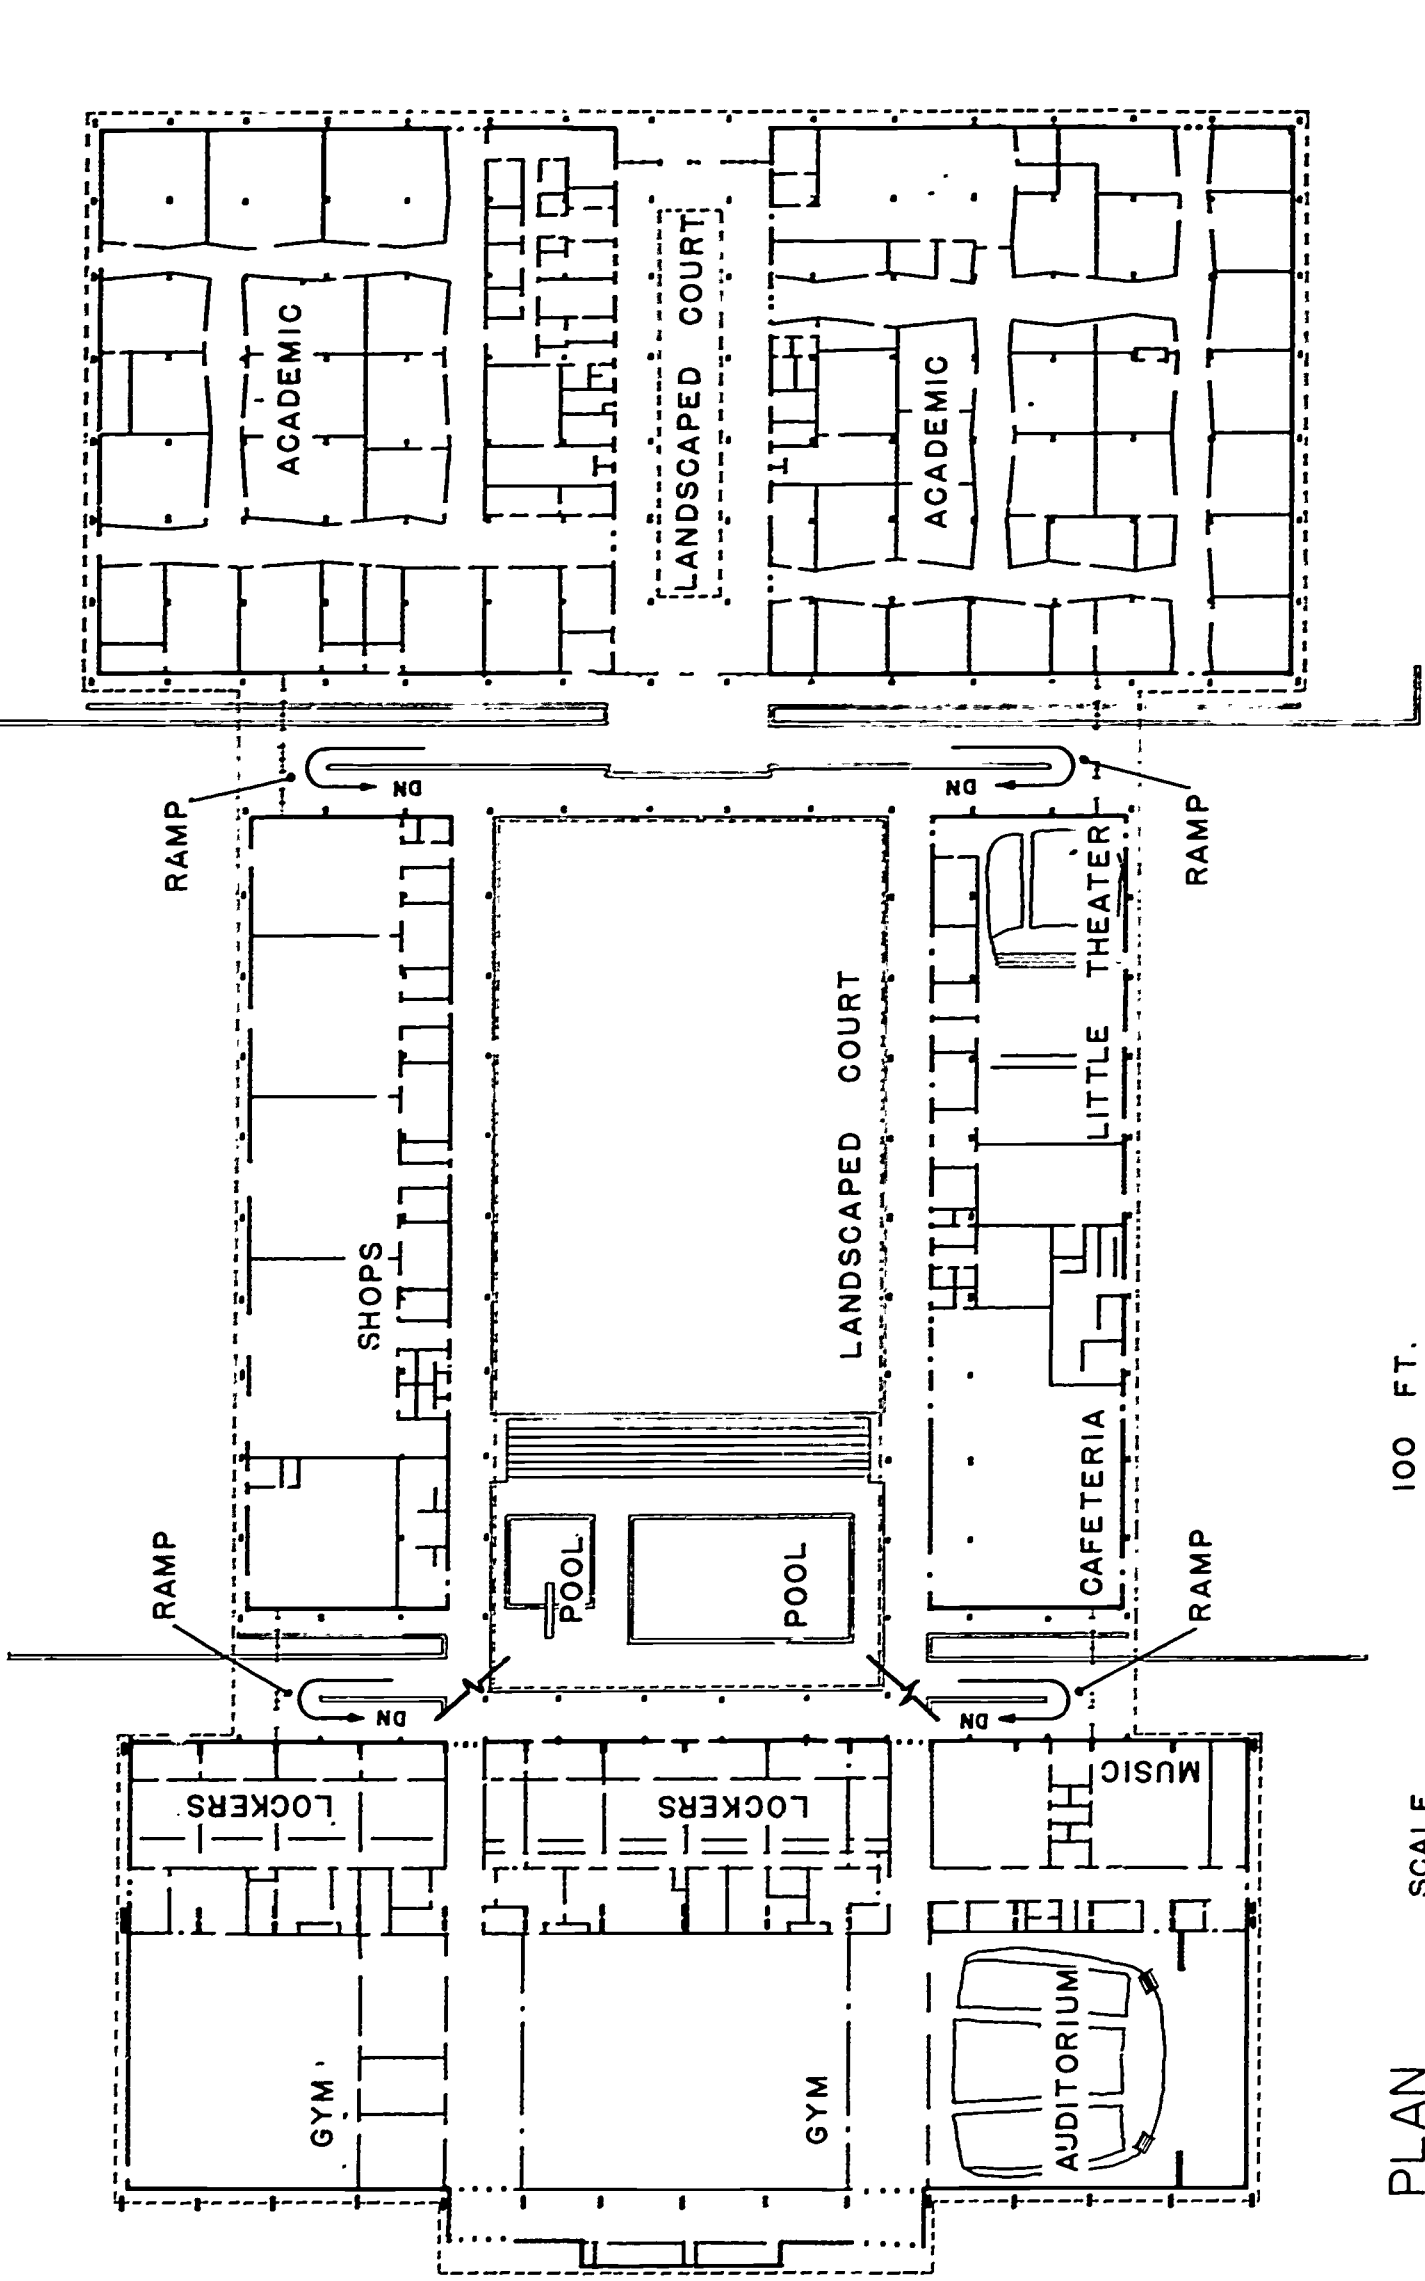 ACADEMIC
LANDSCAPED COURT
ACADEMIC
RAMP
DN
DN
RAMP
SHOPS
LANDSCAPED COURT
LITTLE THEATER
CAFETERIA
POOL
POOL
RAMP
DN
DN
RAMP
LOCKERS
LOCKERS
MUSIC
GYM
GYM
AUDITORIUM
PLAN
SCALE
100 FT.